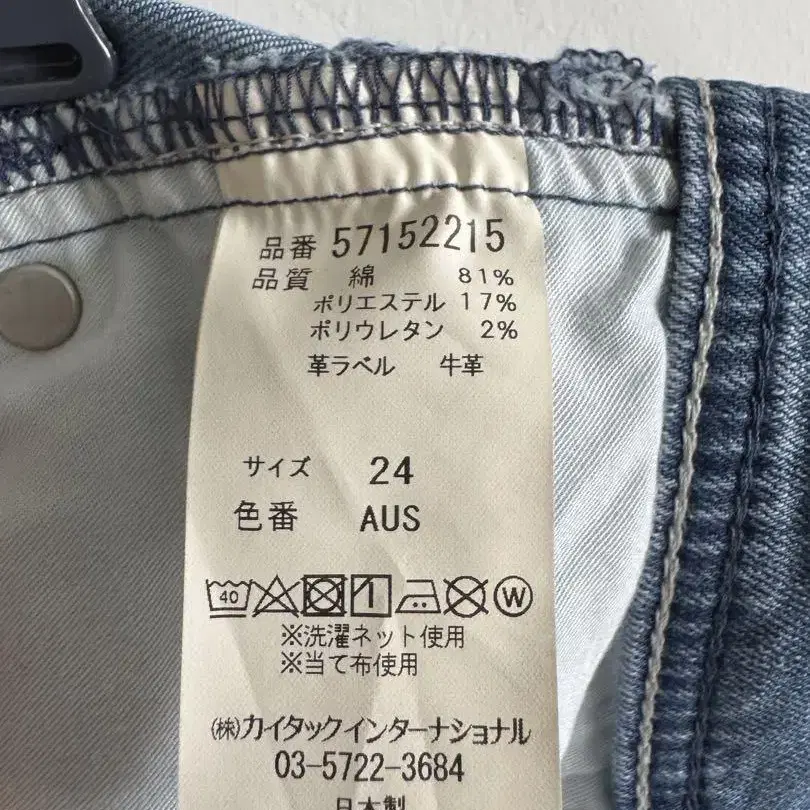 品番 57152215
品質 綿 81%
ポリエステル 17%
ポリウレタン 2%
革ラベル 牛革
サイズ 24
色番 AUS
40 W
※洗濯ネット使用
※当て布使用
(株)カイタックインターナショナル
03-5722-3684
日本製